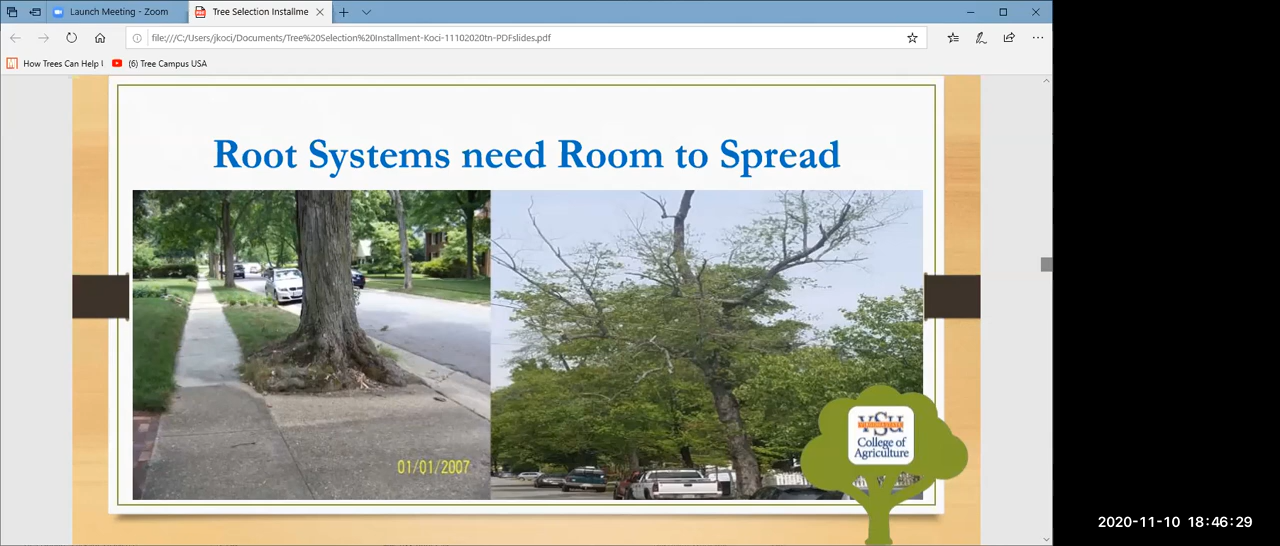 Launch Meeting - Zoom
Tree Selection Installme
file:///C:/Users/jkoci/Documents/Tree%20Selection%20Installment-Koci-11102020tn-PDFslides.pdf
How Trees Can Help
(6) Tree Campus USA
Root Systems need Room to Spread
01/01/2007
VSU
College of
Agriculture
2020-11-10 18:46:29